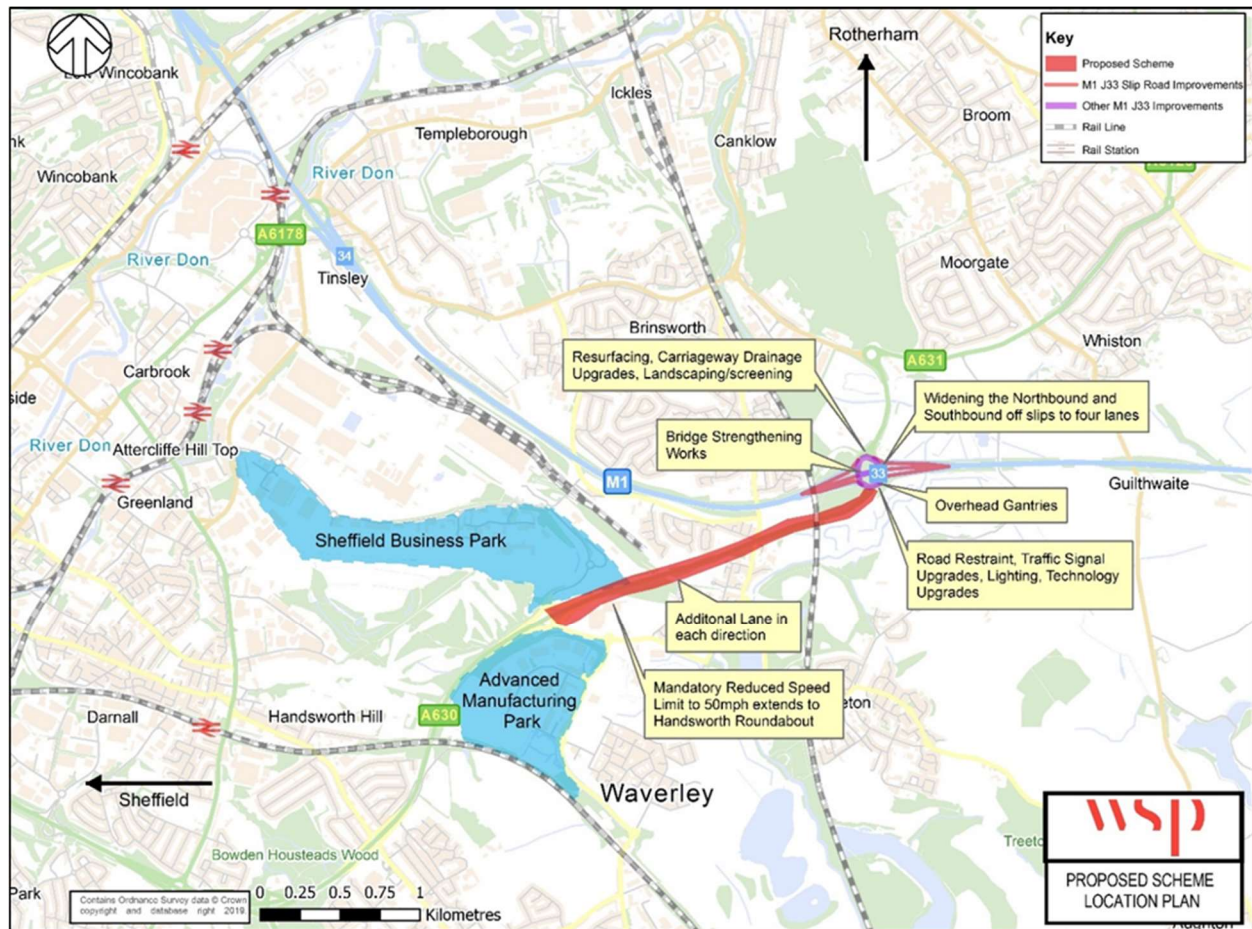 Low Wincobank
Wincobank
River Don
Templeborough
Ickles
Canklow
Rotherham
Broom
Key
Proposed Scheme
M1 J33 Slip Road Improvements
Other M1 J33 Improvements
Rail Line
Rail Station
A6178
River Don
34
Tinsley
Moorgate
Brinsworth
Whiston
A631
Carbrook
side
River Don
Attercliffe Hill Top
Greenland
Resurfacing, Carriageway Drainage
Upgrades, Landscaping/screening
Widening the Northbound and
Southbound off slips to four lanes
Bridge Strengthening
Works
M1
33
Guilthwaite
Overhead Gantries
Sheffield Business Park
Road Restraint, Traffic Signal
Upgrades, Lighting, Technology
Upgrades
Additonal Lane in
each direction
Advanced
Manufacturing
Park
Mandatory Reduced Speed
Limit to 50mph extends to
Handsworth Roundabout
eton
A630
Darnall
Handsworth Hill
Sheffield
Waverley
Bowden Housteads Wood
Treeto
Park
Contains Ordnance Survey data © Crown
copyright and database right 2019.
0 0.25 0.5 0.75 1
Kilometres
wsp
PROPOSED SCHEME
LOCATION PLAN